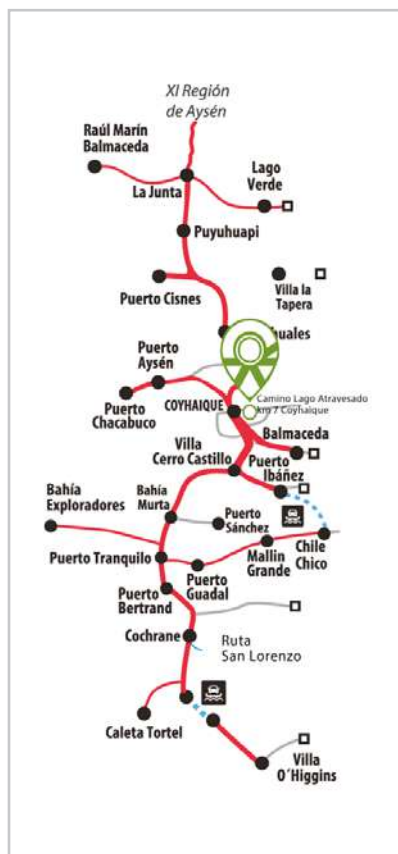 XI Región
de Aysén
Raúl Marín
Balmaceda
Lago
Verde
La Junta
Puyuhuapi
Puerto Cisnes
Villa la
Tapera
Puerto
Aysén
Camino Lago Atravesado
km 7 Coyhaique
COYHAIQUE
Puerto
Chacabuco
Balmaceda
Villa
Cerro Castillo
Puerto
Ibáñez
Bahía
Exploradores
Bahía
Murta
Puerto
Sánchez
Puerto Tranquilo
Mallin
Grande
Chile
Chico
Puerto
Guadal
Puerto
Bertrand
Cochrane
Ruta
San Lorenzo
Caleta Tortel
Villa
O´Higgins